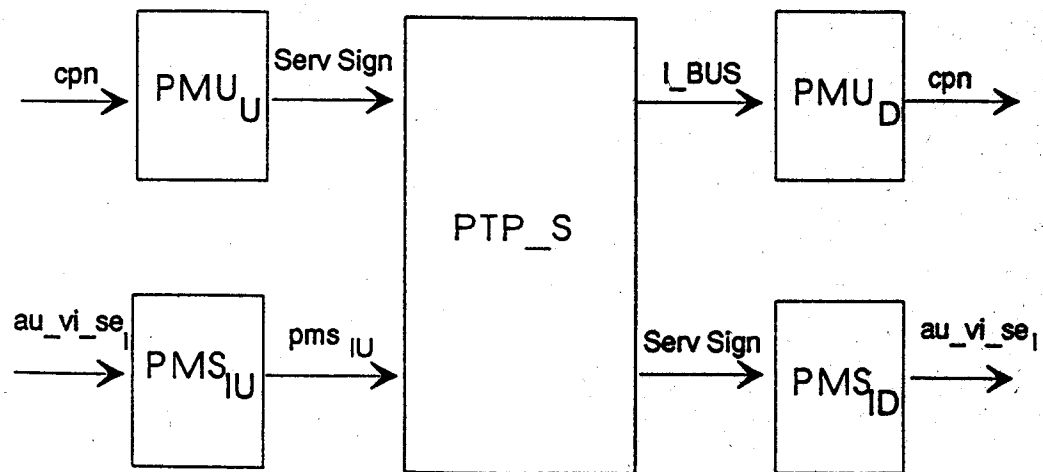 cpn
PMU_U
Serv Sign
PTP_S
I_BUS
PMU_D
cpn
au_vi_se_I
PMS_IU
pms_IU
Serv Sign
PMS_ID
au_vi_se_I